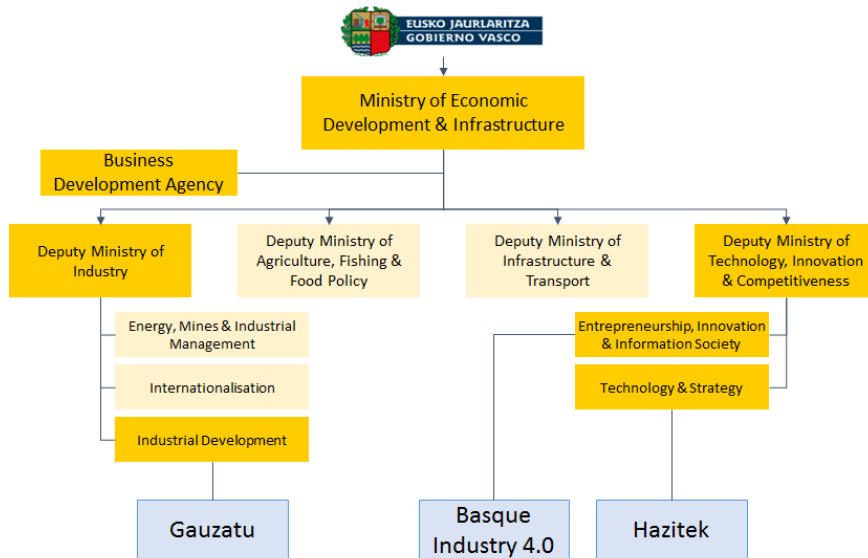 EUSKO JAURLARITZA
GOBIERNO VASCO
Ministry of Economic
Development & Infrastructure
Business
Development Agency
Deputy Ministry of
Industry
Deputy Ministry of
Agriculture, Fishing &
Food Policy
Deputy Ministry of
Infrastructure &
Transport
Deputy Ministry of
Technology, Innovation
& Competitiveness
Energy, Mines & Industrial
Management
Internationalisation
Industrial Development
Entrepreneurship, Innovation
& Information Society
Technology & Strategy
Gauzatu
Basque
Industry 4.0
Hazitek